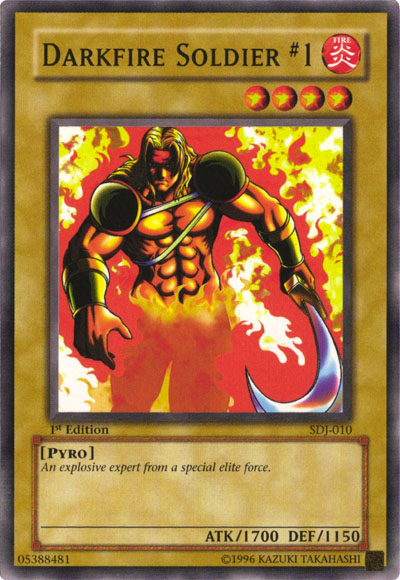 DARKFIRE SOLDIER #1
FIRE
炎
1st Edition
SDJ-010
[PYRO]
An explosive expert from a special elite force.
ATK/1700 DEF/1150
05388481
©1996 KAZUKI TAKAHASHI